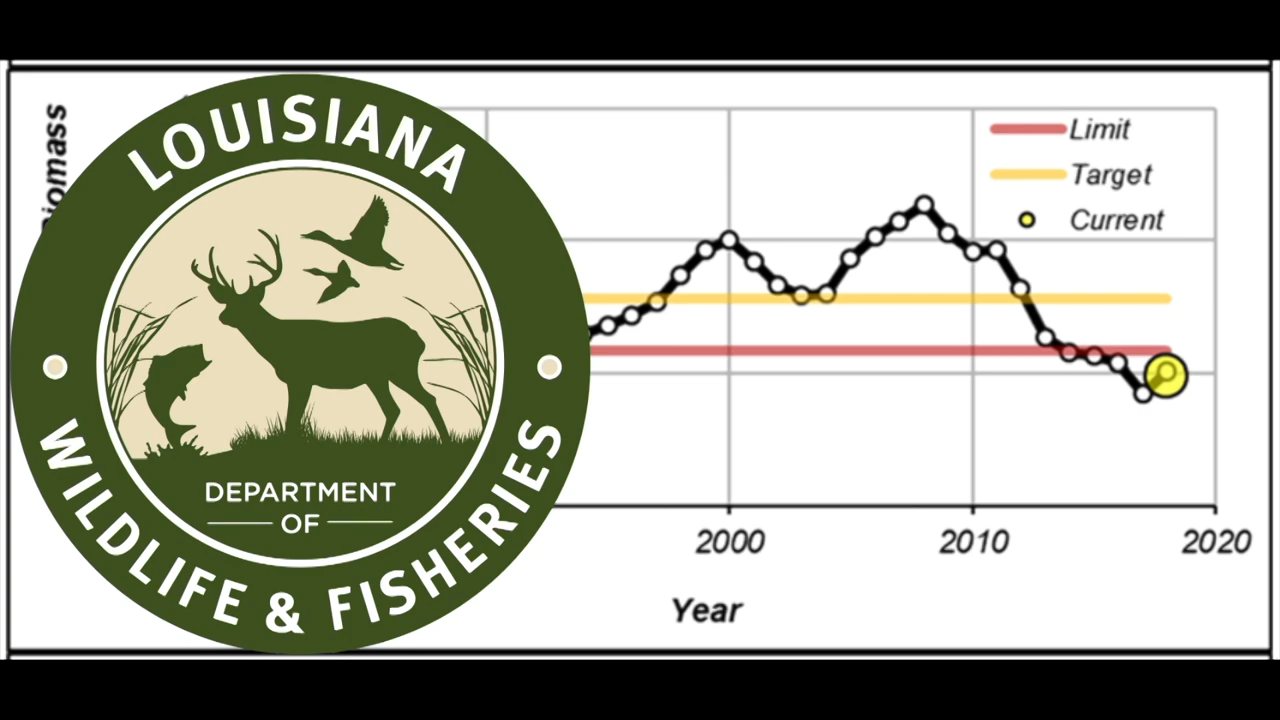 LOUISIANA
DEPARTMENT
OF
WILDLIFE & FISHERIES
Limit
Target
Current
2000
2010
2020
Year